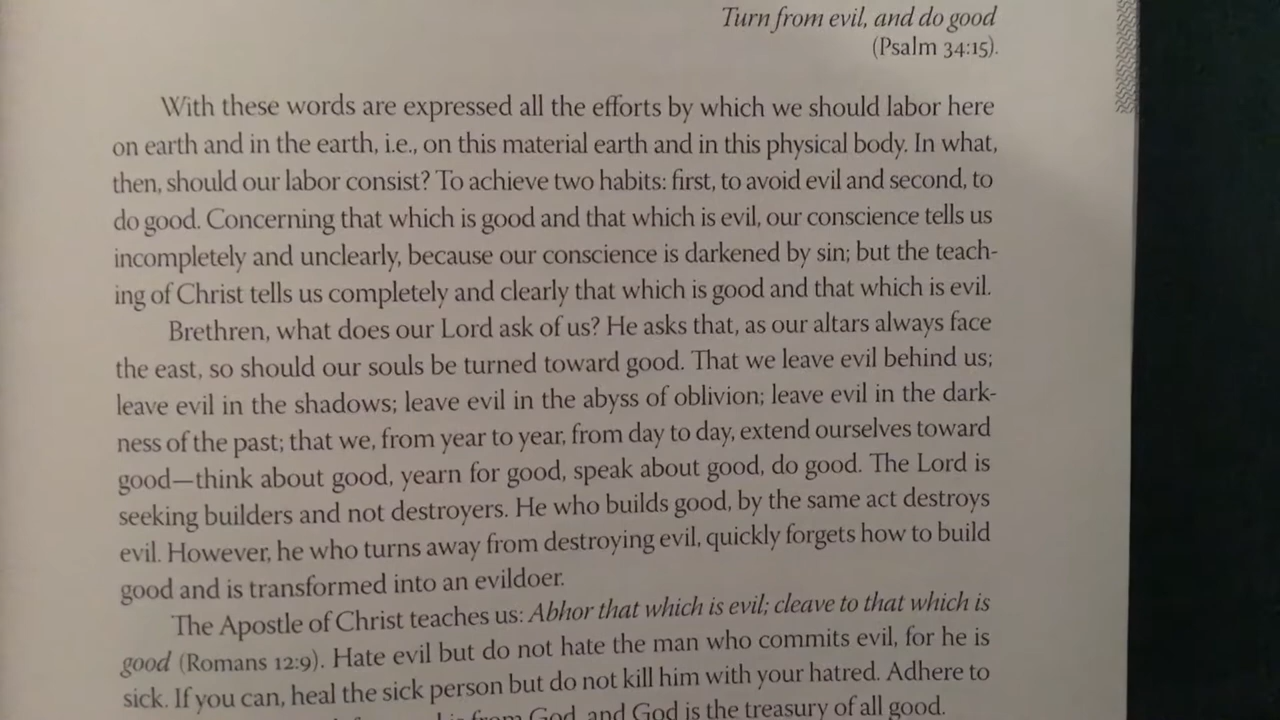 Turn from evil, and do good
(Psalm 34:15).
With these words are expressed all the efforts by which we should labor here
on earth and in the earth, i.e., on this material earth and in this physical body. In what,
then, should our labor consist? To achieve two habits: first, to avoid evil and second, to
do good. Concerning that which is good and that which is evil, our conscience tells us
incompletely and unclearly, because our conscience is darkened by sin; but the teach-
ing of Christ tells us completely and clearly that which is good and that which is evil.
Brethren, what does our Lord ask of us? He asks that, as our altars always face
the east, so should our souls be turned toward good. That we leave evil behind us;
leave evil in the shadows; leave evil in the abyss of oblivion; leave evil in the dark-
ness of the past; that we, from year to year, from day to day, extend ourselves toward
good—think about good, yearn for good, speak about good, do good. The Lord is
seeking builders and not destroyers. He who builds good, by the same act destroys
evil. However, he who turns away from destroying evil, quickly forgets how to build
good and is transformed into an evildoer.
The Apostle of Christ teaches us: Abhor that which is evil; cleave to that which is
good (Romans 12:9). Hate evil but do not hate the man who commits evil, for he is
sick. If you can, heal the sick person but do not kill him with your hatred. Adhere to
from God, and God is the treasury of all good.